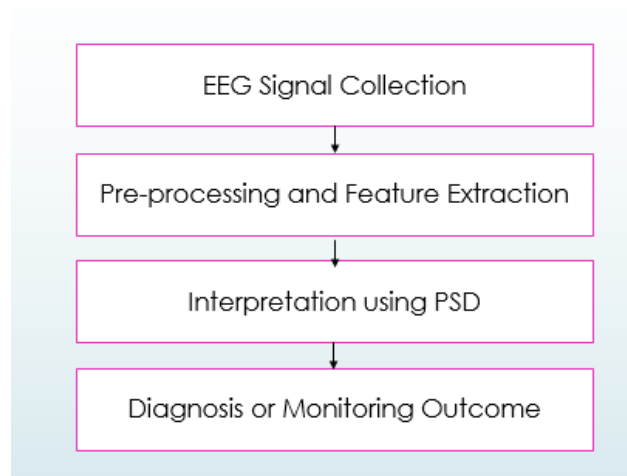 EEG Signal Collection
Pre-processing and Feature Extraction
Interpretation using PSD
Diagnosis or Monitoring Outcome